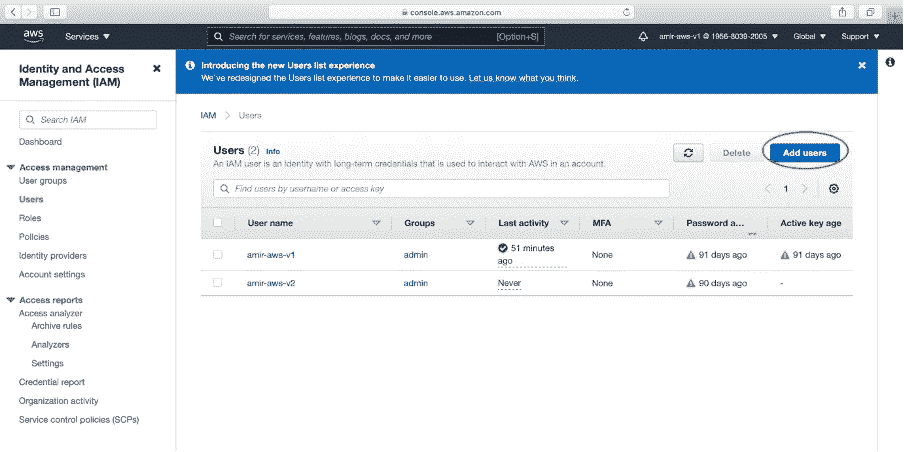 console.aws.amazon.com
aws Services Search for services, features, blogs, docs, and more [Option+S] amir-aws-v1 @ 1956-8039-2005 Global Support
Identity and Access
Management (IAM)
Search IAM
Dashboard
Access management
User groups
Users
Roles
Policies
Identity providers
Account settings
Access reports
Access analyzer
Archive rules
Analyzers
Settings
Credential report
Organization activity
Service control policies (SCPs)
Introducing the new Users list experience
We've redesigned the Users list experience to make it easier to use. Let us know what you think.
IAM > Users
Users (2) Info
An IAM user is an identity with long-term credentials that is used to interact with AWS in an account.
Delete
Add users
Find users by username or access key
1
User name Groups Last activity MFA Password a... Active key age
amir-aws-v1 admin 51 minutes ago None 91 days ago 91 days ago
amir-aws-v2 admin Never None 90 days ago -